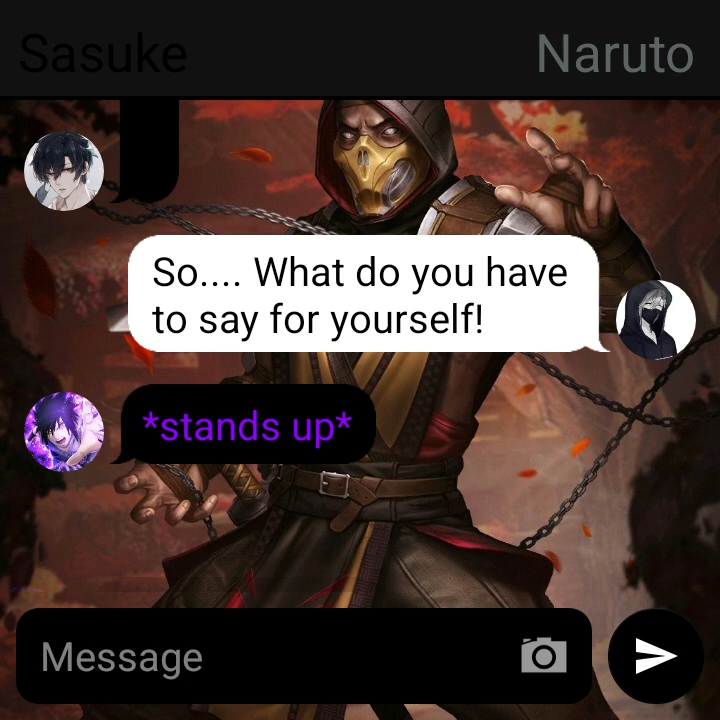 Sasuke
Naruto
So.... What do you have
to say for yourself!
*stands up*
Message